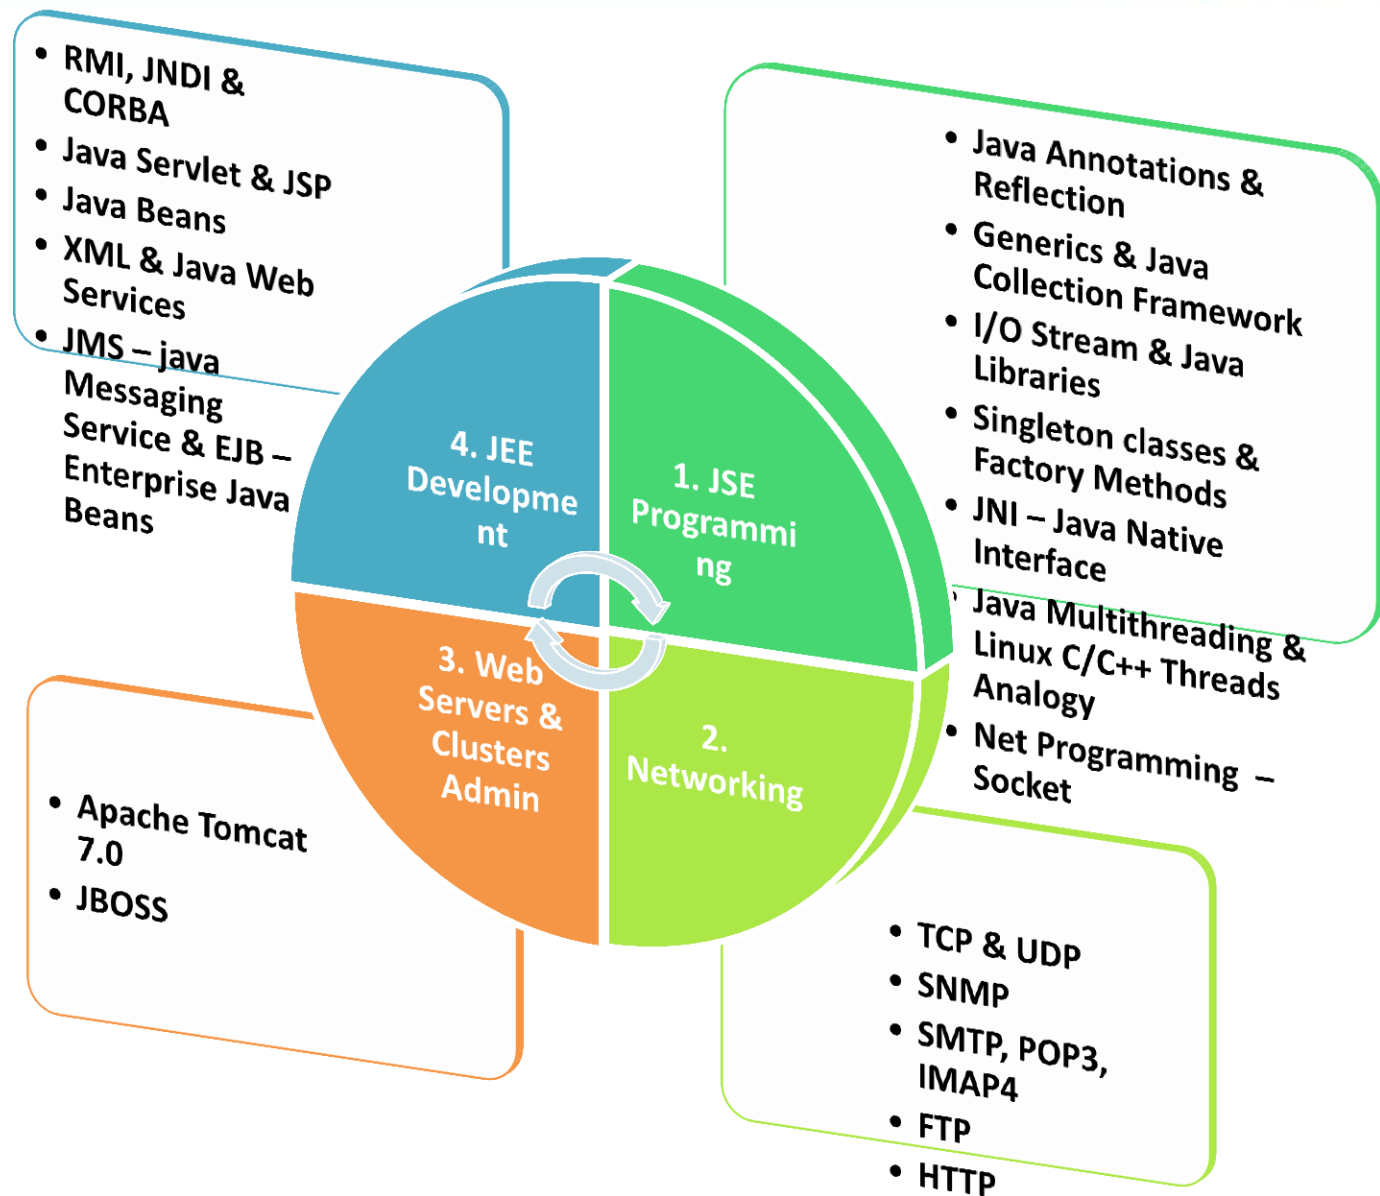 • RMI, JNDI &
CORBA
• Java Servlet & JSP
• Java Beans
• XML & Java Web
Services
• JMS – java
Messaging
Service & EJB –
Enterprise Java
Beans
• Java Annotations &
Reflection
• Generics & Java
Collection Framework
• I/O Stream & Java
Libraries
• Singleton classes &
Factory Methods
• JNI – Java Native
Interface
• Java Multithreading &
Linux C/C++ Threads
Analogy
• Net Programming –
Socket
4. JEE
Developme
nt
1. JSE
Programmi
ng
3. Web
Servers &
Clusters
Admin
2.
Networking
• Apache Tomcat
7.0
• JBOSS
• TCP & UDP
• SNMP
• SMTP, POP3,
IMAP4
• FTP
• HTTP